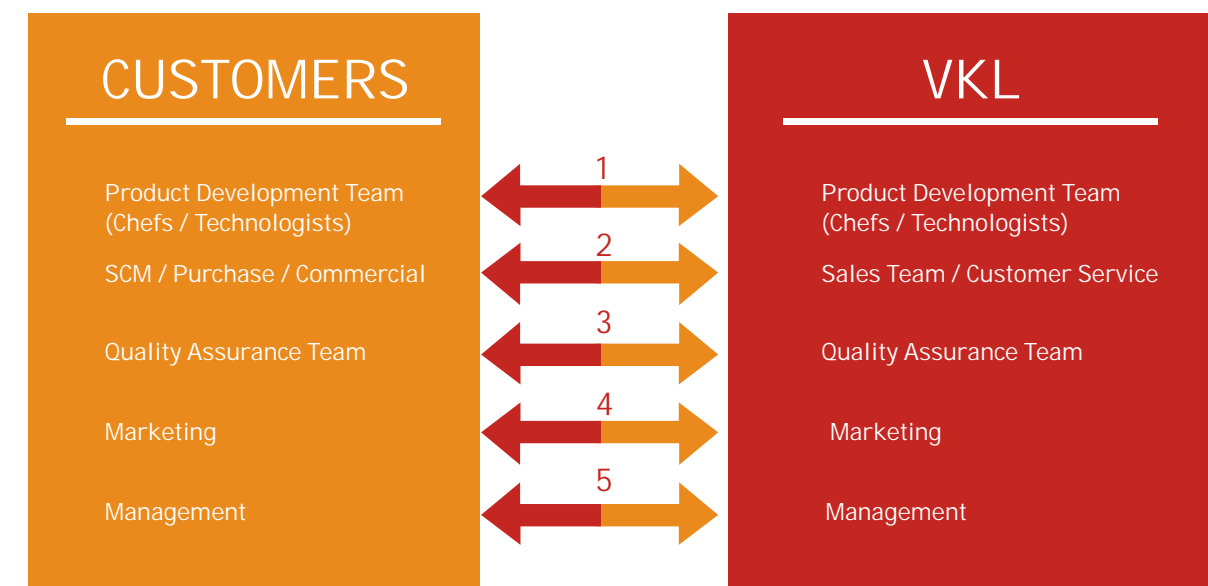 CUSTOMERS
Product Development Team
(Chefs / Technologists)
SCM / Purchase / Commercial
Quality Assurance Team
Marketing
Management
1
2
3
4
5
VKL
Product Development Team
(Chefs / Technologists)
Sales Team / Customer Service
Quality Assurance Team
Marketing
Management